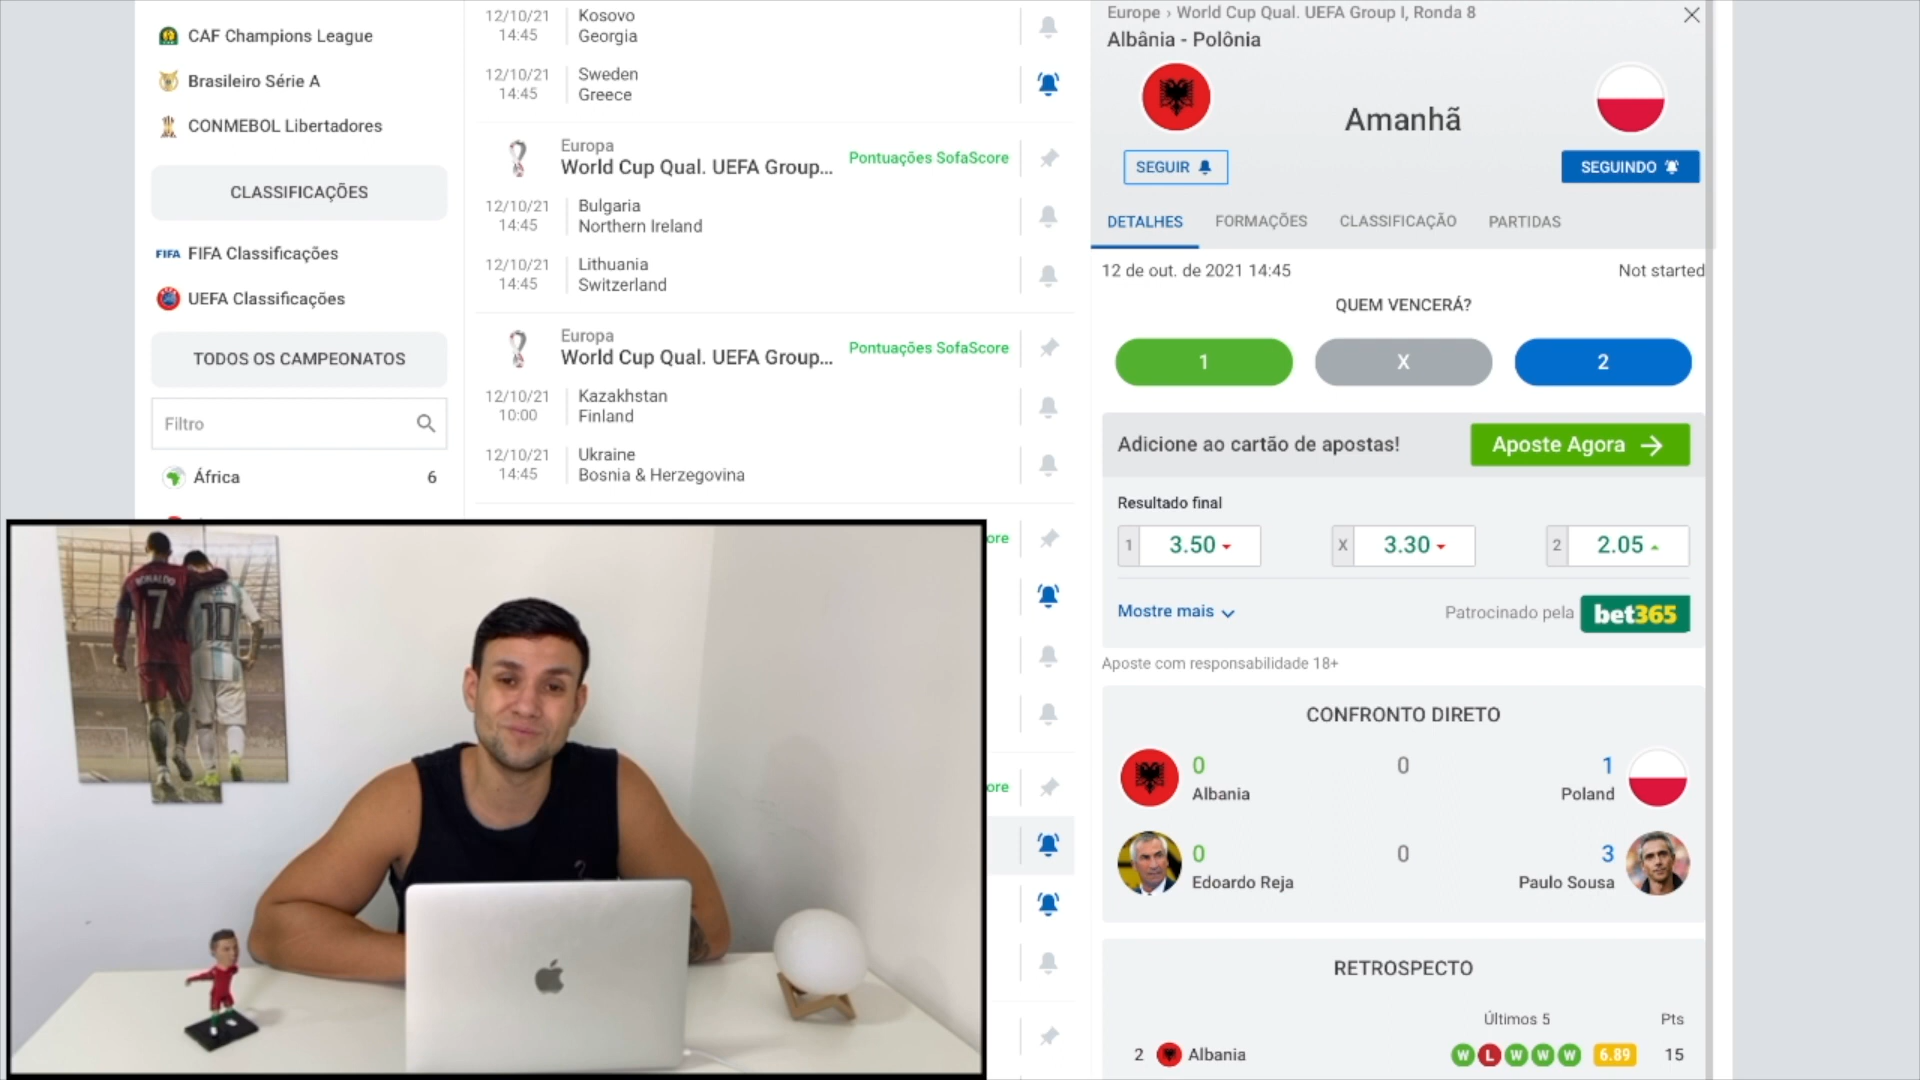 CAF Champions League
Brasileiro Série A
CONMEBOL Libertadores
CLASSIFICAÇÕES
FIFA FIFA Classificações
UEFA Classificações
TODOS OS CAMPEONATOS
Filtro
África 6
12/10/21 Kosovo
14:45 Georgia
12/10/21 Sweden
14:45 Greece
Europa
World Cup Qual. UEFA Group... Pontuações SofaScore
12/10/21 Bulgaria
14:45 Northern Ireland
12/10/21 Lithuania
14:45 Switzerland
Europa
World Cup Qual. UEFA Group... Pontuações SofaScore
12/10/21 Kazakhstan
10:00 Finland
12/10/21 Ukraine
14:45 Bosnia & Herzegovina
ore
ore
RONALDO
7
10
Europe › World Cup Qual. UEFA Group I, Ronda 8
Albânia - Polônia
Amanhã
SEGUIR
SEGUINDO
DETALHES FORMAÇÕES CLASSIFICAÇÃO PARTIDAS
12 de out. de 2021 14:45 Not started
QUEM VENCERÁ?
1 X 2
Adicione ao cartão de apostas! Aposte Agora
Resultado final
1 3.50 X 3.30 2 2.05
Mostre mais Patrocinado pela bet365
Aposte com responsabilidade 18+
CONFRONTO DIRETO
0 0 1
Albania Poland
0 0 3
Edoardo Reja Paulo Sousa
RETROSPECTO
Últimos 5 Pts
2 Albania W L W W W 6.89 15